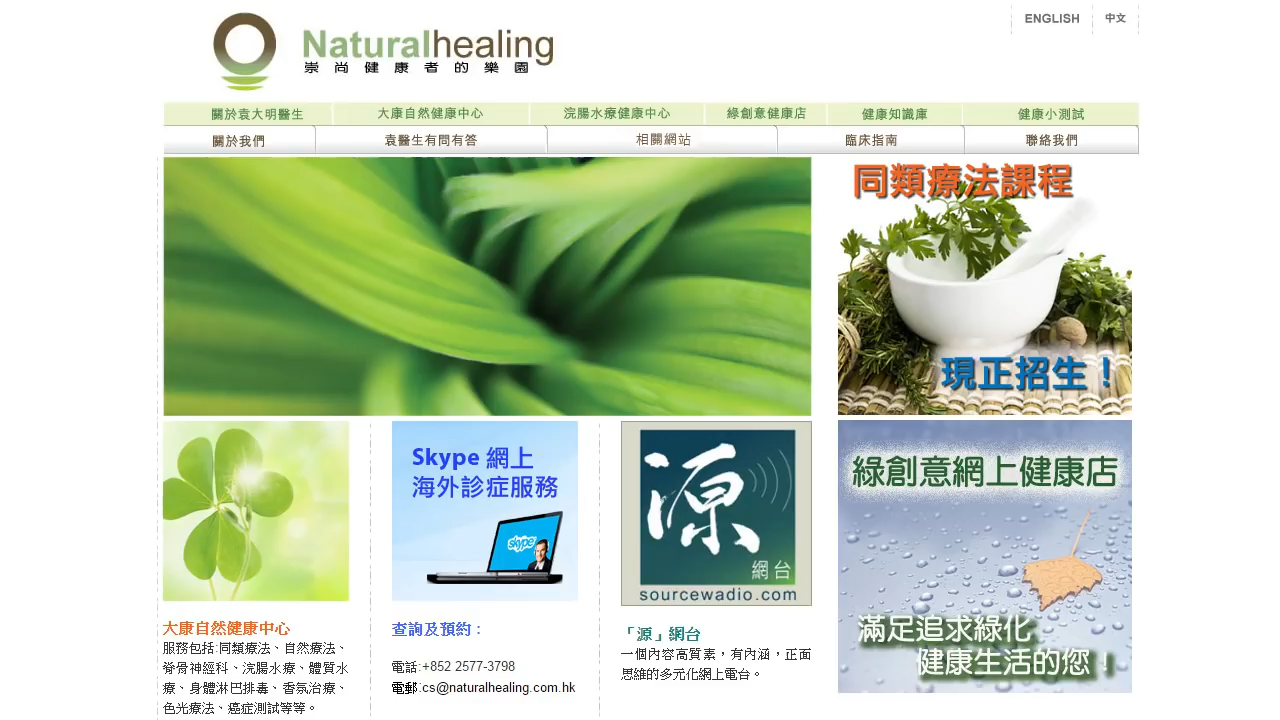 ENGLISH 中文
Naturalhealing
崇尚健康者的樂園
關於袁大明醫生 大康自然健康中心 浣腸水療健康中心 綠創意健康店 健康知識庫 健康小測試
關於我們 袁醫生有問有答 相關網站 臨床指南 聯絡我們
同類療法課程
現正招生！
Skype 網上
海外診症服務
skype
源
網台
sourcewadio.com
綠創意網上健康店
滿足追求綠化
健康生活的您！
大康自然健康中心
服務包括:同類療法、自然療法、
脊骨神經科、浣腸水療、體質水
療、身體淋巴排毒、香氛治療、
色光療法、癌症測試等等。
查詢及預約：
電話:+852 2577-3798
電郵:cs@naturalhealing.com.hk
「源」網台
一個內容高質素，有內涵，正面
思維的多元化網上電台。